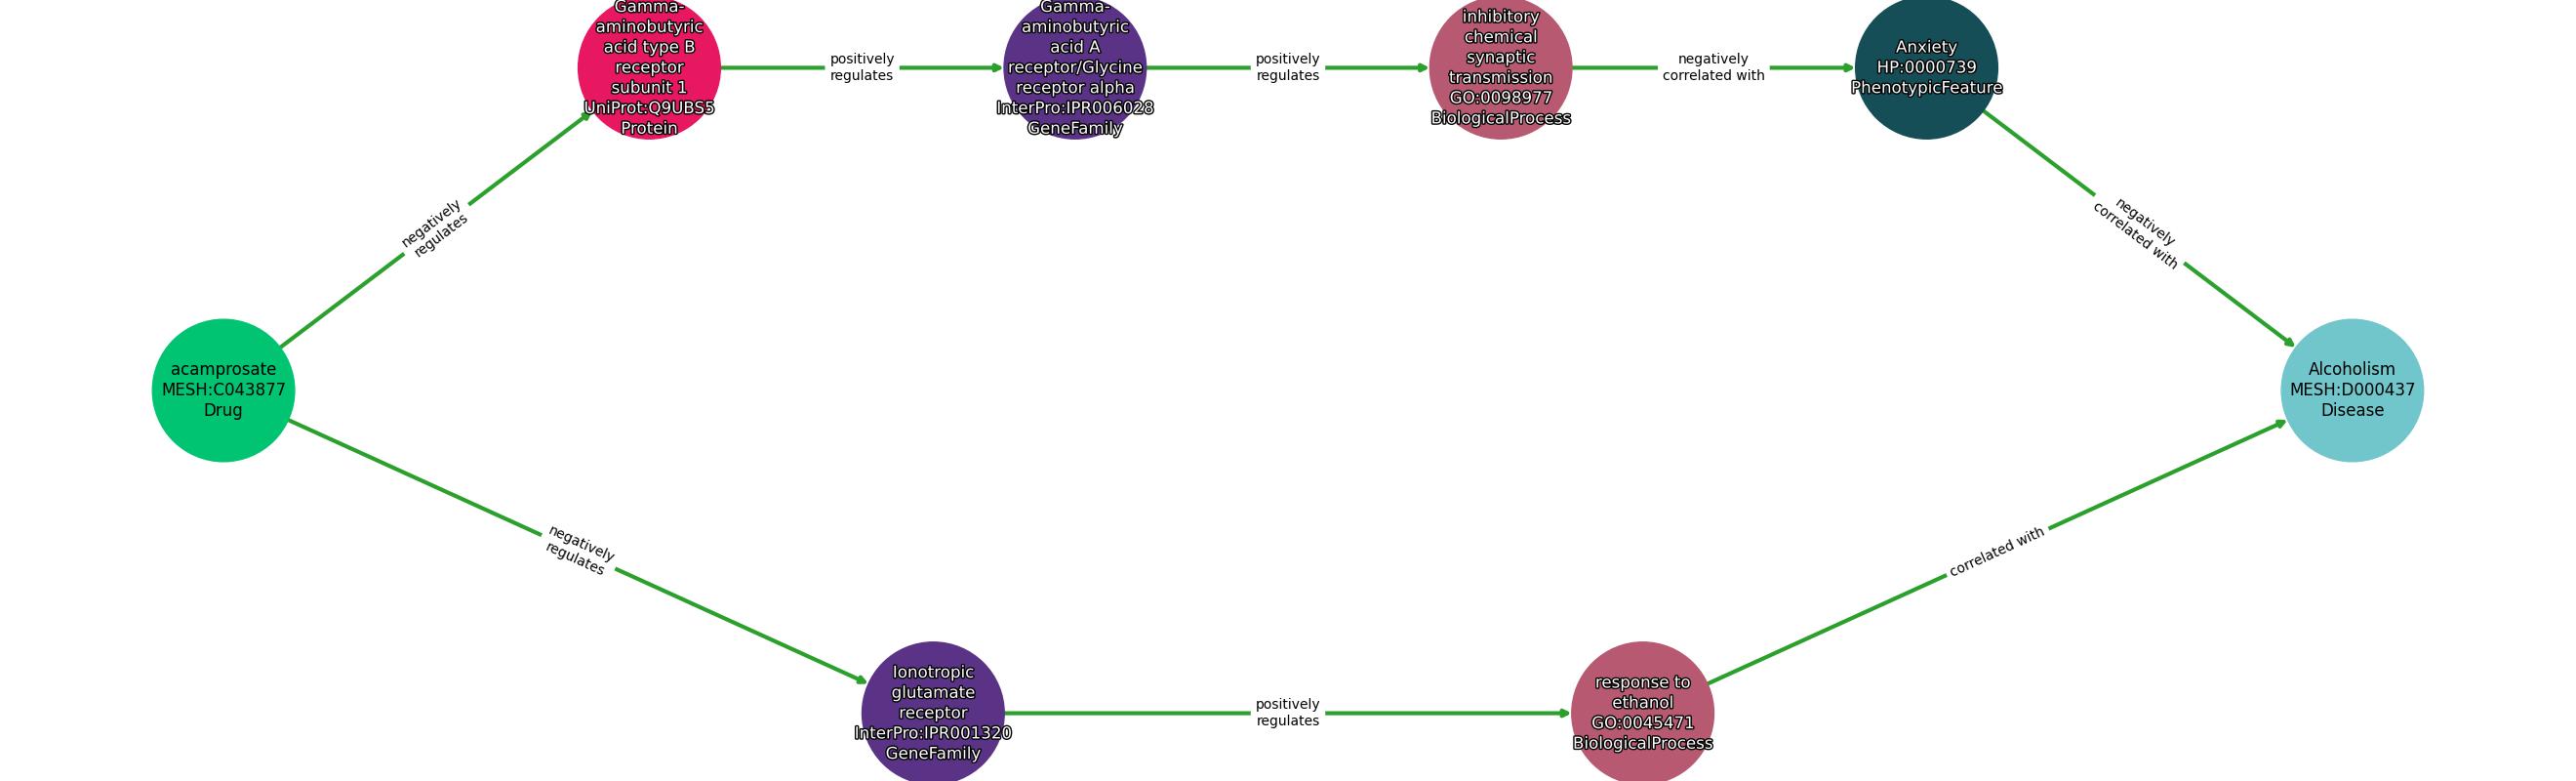 Gamma-
aminobutyric
acid type B
receptor
subunit 1
UniProt:Q9UBS5
Protein
positively
regulates
Gamma-
aminobutyric
acid A
receptor/Glycine
receptor alpha
InterPro:IPR006028
GeneFamily
positively
regulates
inhibitory
chemical
synaptic
transmission
GO:0098977
BiologicalProcess
negatively
correlated with
Anxiety
HP:0000739
PhenotypicFeature
negatively
regulates
negatively
correlated with
acamprosate
MESH:C043877
Drug
Alcoholism
MESH:D000437
Disease
negatively
regulates
correlated with
Ionotropic
glutamate
receptor
InterPro:IPR001320
GeneFamily
positively
regulates
response to
ethanol
GO:0045471
BiologicalProcess